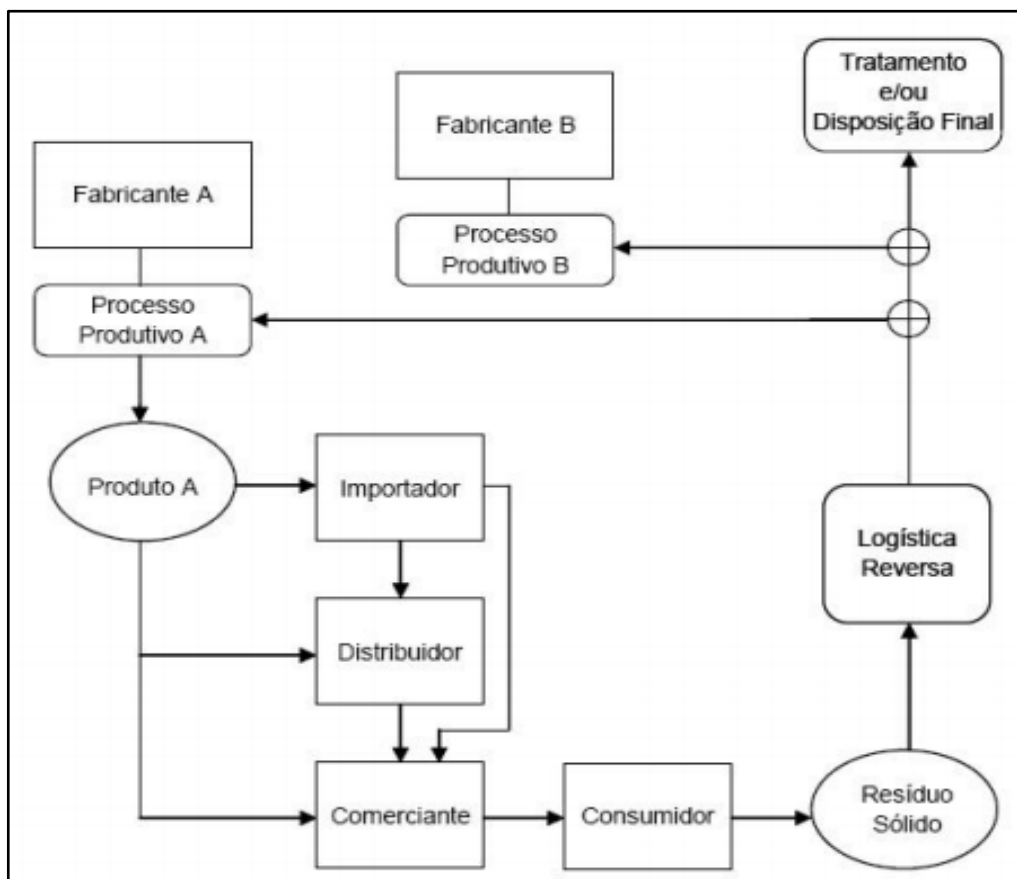 Tratamento
e/ou
Disposição Final
Fabricante B
Fabricante A
Processo
Produtivo B
Processo
Produtivo A
Produto A
Importador
Logística
Reversa
Distribuidor
Comerciante
Consumidor
Resíduo
Sólido